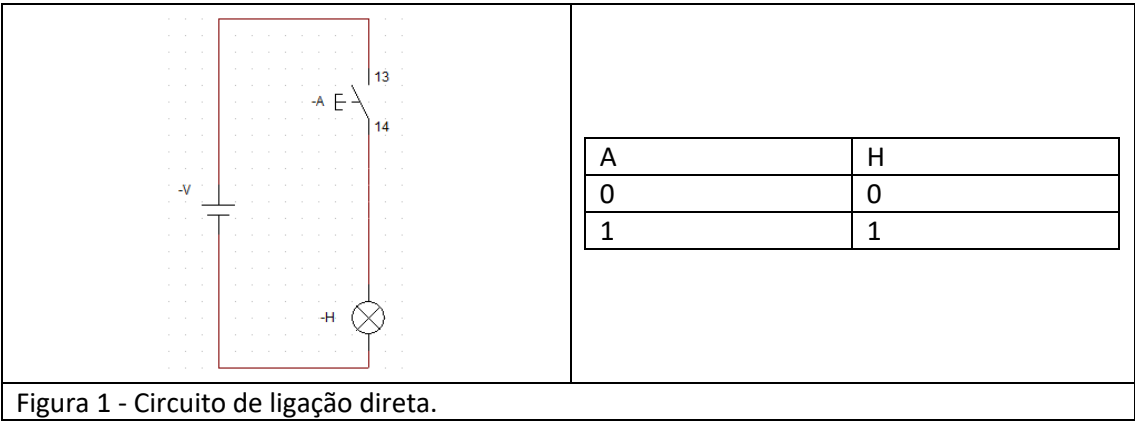 13
-A
14
-V
-H
A H
0 0
1 1
Figura 1 - Circuito de ligação direta.